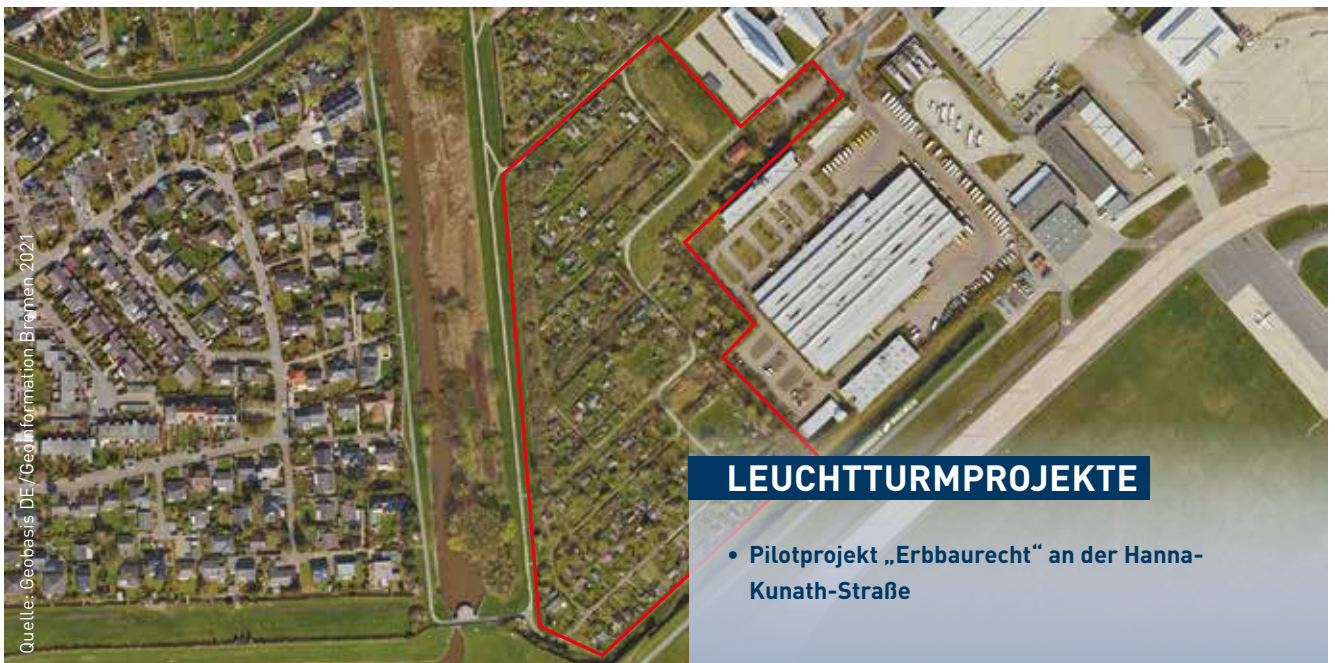 Quelle: Geobasis DE/Geoinformation Bremen 2021
LEUCHTTURMPROJEKTE
• Pilotprojekt „Erbbaurecht“ an der Hanna-
Kunath-Straße